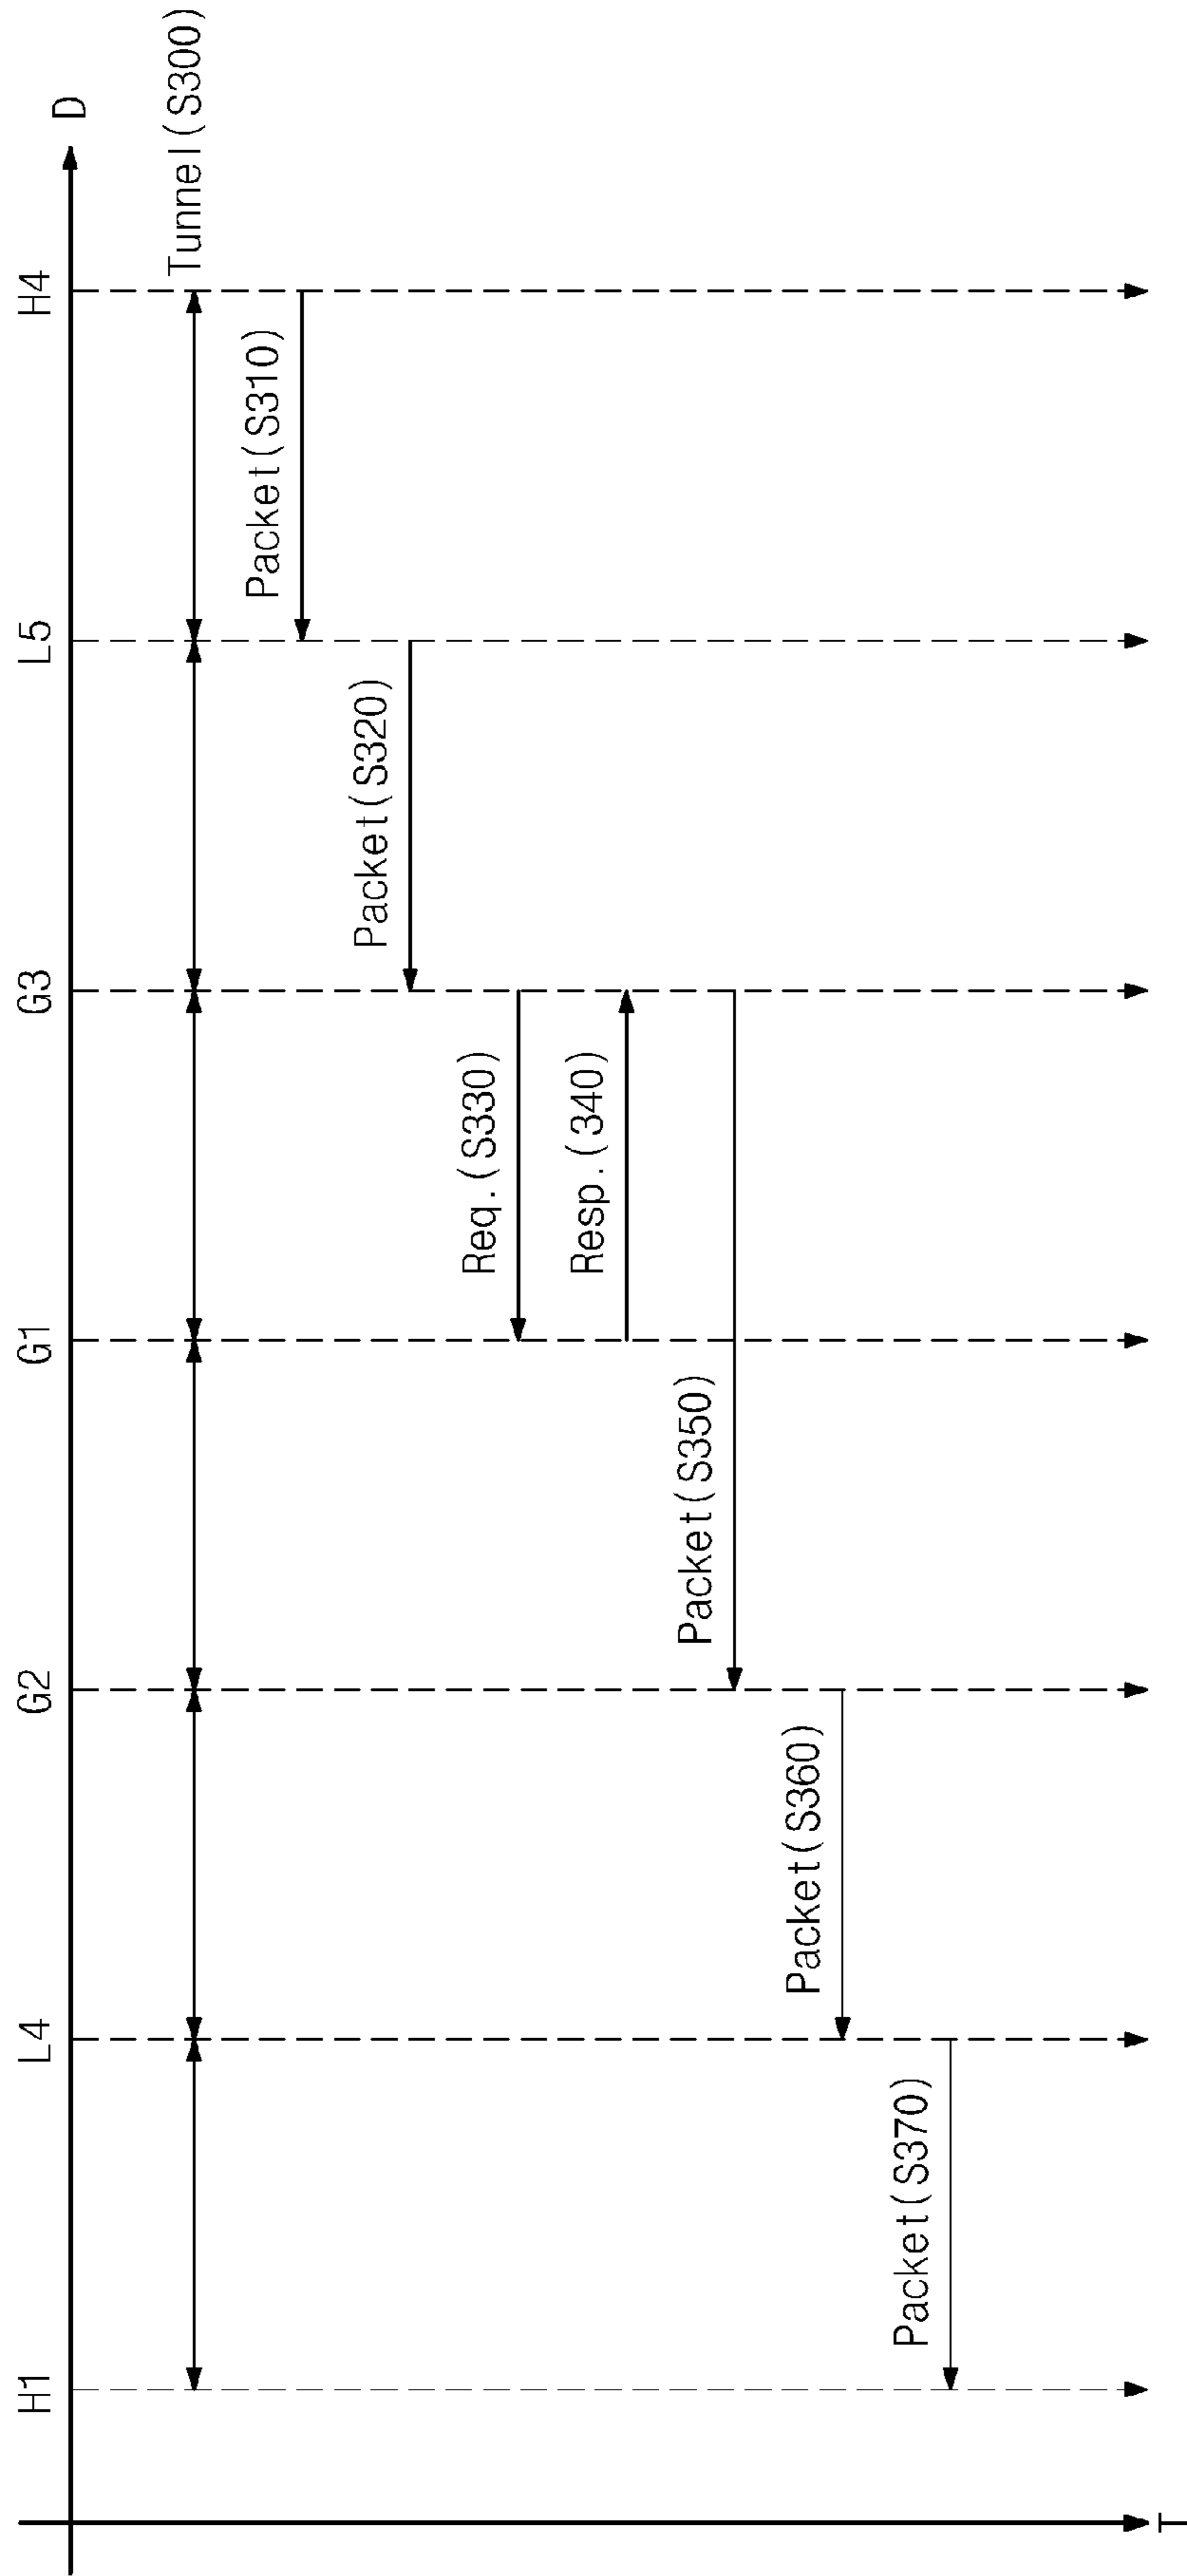 H1
L4
G2
G1
G3
L5
H4
D
Tunnel(S300)
Packet(S310)
Packet(S320)
Req.(S330)
Resp.(340)
Packet(S350)
Packet(S360)
Packet(S370)
T